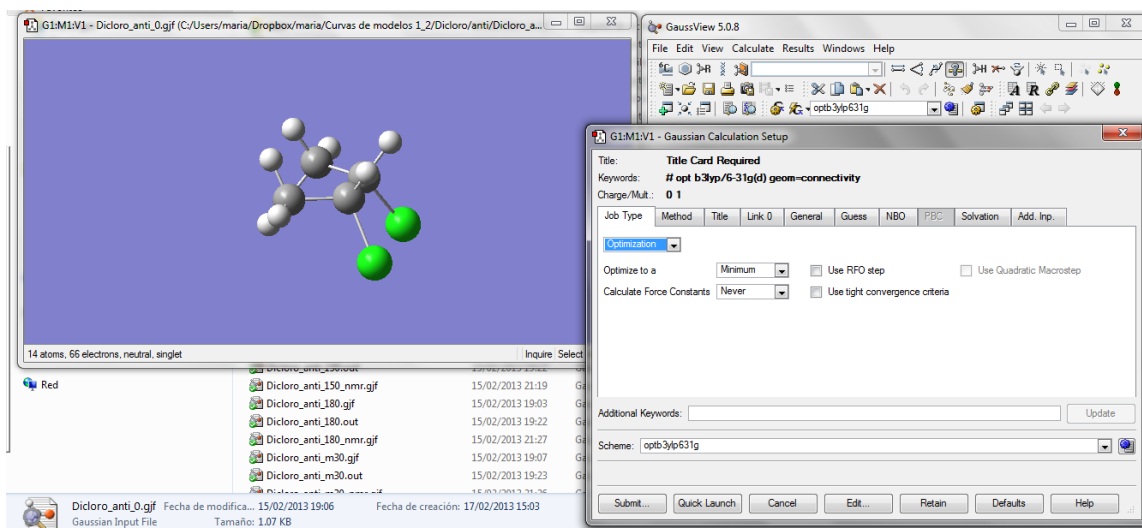 G1:M1:V1 - Dicloro_anti_0.gjf (C:/Users/maria/Dropbox/maria/Curvas de modelos 1_2/Dicloro/anti/Dicloro_a...
14 atoms, 66 electrons, neutral, singlet
Inquire Select
GaussView 5.0.8
File Edit View Calculate Results Windows Help
optb3ylp631g
G1:M1:V1 - Gaussian Calculation Setup
Title: Title Card Required
Keywords: # opt b3lyp/6-31g(d) geom=connectivity
Charge/Mult.: 0 1
Job Type Method Title Link 0 General Guess NBO PBC Solvation Add. Inp.
Optimization
Optimize to a Minimum Use RFO step Use Quadratic Macrostep
Calculate Force Constants Never Use tight convergence criteria
Additional Keywords: Update
Scheme: optb3ylp631g
Submit... Quick Launch Cancel Edit... Retain Defaults Help
Red
Dicloro_anti_150_nmr.gjf 15/02/2013 21:19 Ga
Dicloro_anti_180.gjf 15/02/2013 19:03 Ga
Dicloro_anti_180.out 15/02/2013 19:22 Ga
Dicloro_anti_180_nmr.gjf 15/02/2013 21:27 Ga
Dicloro_anti_m30.gjf 15/02/2013 19:07 Ga
Dicloro_anti_m30.out 15/02/2013 19:23 Ga
Dicloro_anti_0.gjf Fecha de modifica... 15/02/2013 19:06 Fecha de creación: 17/02/2013 15:03
Gaussian Input File Tamaño: 1.07 KB